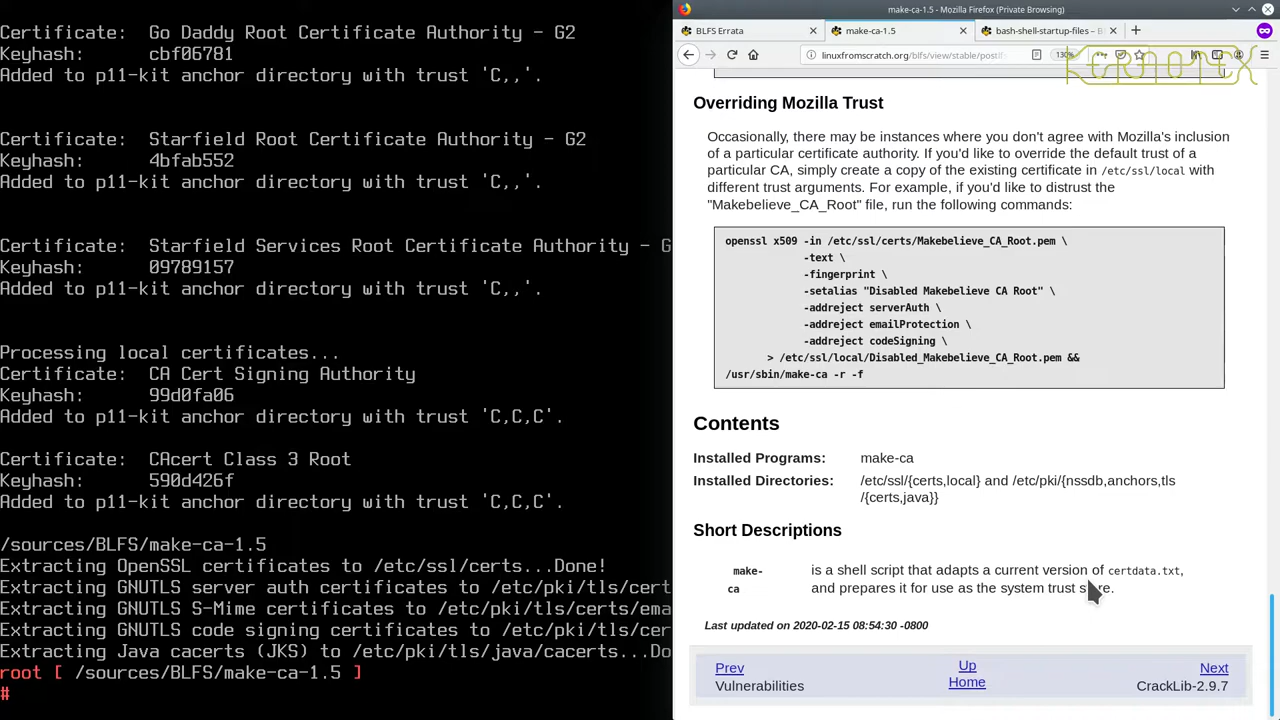 Certificate:  Go Daddy Root Certificate Authority - G2
Keyhash:      cbf06781
Added to p11-kit anchor directory with trust 'C,,'.
Certificate:  Starfield Root Certificate Authority - G2
Keyhash:      4bfab552
Added to p11-kit anchor directory with trust 'C,,'.
Certificate:  Starfield Services Root Certificate Authority - G
Keyhash:      09789157
Added to p11-kit anchor directory with trust 'C,,'.
Processing local certificates...
Certificate:  CA Cert Signing Authority
Keyhash:      99d0fa06
Added to p11-kit anchor directory with trust 'C,C,C'.
Certificate:  CAcert Class 3 Root
Keyhash:      590d426f
Added to p11-kit anchor directory with trust 'C,C,C'.
/sources/BLFS/make-ca-1.5
Extracting OpenSSL certificates to /etc/ssl/certs...Done!
Extracting GNUTLS server auth certificates to /etc/pki/tls/cert
Extracting GNUTLS S-Mime certificates to /etc/pki/tls/certs/ema
Extracting GNUTLS code signing certificates to /etc/pki/tls/cer
Extracting Java cacerts (JKS) to /etc/pki/tls/java/cacerts...Do
root [ /sources/BLFS/make-ca-1.5 ]
#
make-ca-1.5 - Mozilla Firefox (Private Browsing)
BLFS Errata
make-ca-1.5
bash-shell-startup-files – B
linuxfromscratch.org/blfs/view/stable/postl
130%
KERNOTEX
Overriding Mozilla Trust
Occasionally, there may be instances where you don't agree with Mozilla's inclusion
of a particular certificate authority. If you'd like to override the default trust of a
particular CA, simply create a copy of the existing certificate in /etc/ssl/local with
different trust arguments. For example, if you'd like to distrust the
"Makebelieve_CA_Root" file, run the following commands:
openssl x509 -in /etc/ssl/certs/Makebelieve_CA_Root.pem \
-text \
-fingerprint \
-setalias "Disabled Makebelieve CA Root" \
-addreject serverAuth \
-addreject emailProtection \
-addreject codeSigning \
> /etc/ssl/local/Disabled_Makebelieve_CA_Root.pem &&
/usr/sbin/make-ca -r -f
Contents
Installed Programs: make-ca
Installed Directories: /etc/ssl/{certs,local} and /etc/pki/{nssdb,anchors,tls
/{certs,java}}
Short Descriptions
make- is a shell script that adapts a current version of certdata.txt,
ca and prepares it for use as the system trust
Last updated on 2020-02-15 08:54:30 -0800
Prev Up Next
Vulnerabilities Home CrackLib-2.9.7